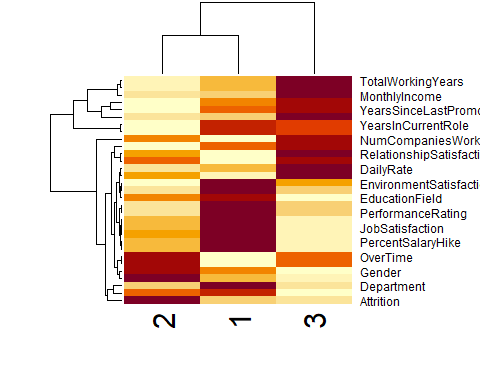 TotalWorkingYears
MonthlyIncome
YearsSinceLastPromo
YearsInCurrentRole
NumCompaniesWork
RelationshipSatisfacti
DailyRate
EnvironmentSatisfacti
EducationField
PerformanceRating
JobSatisfaction
PercentSalaryHike
OverTime
Gender
Department
Attrition
2 1 3